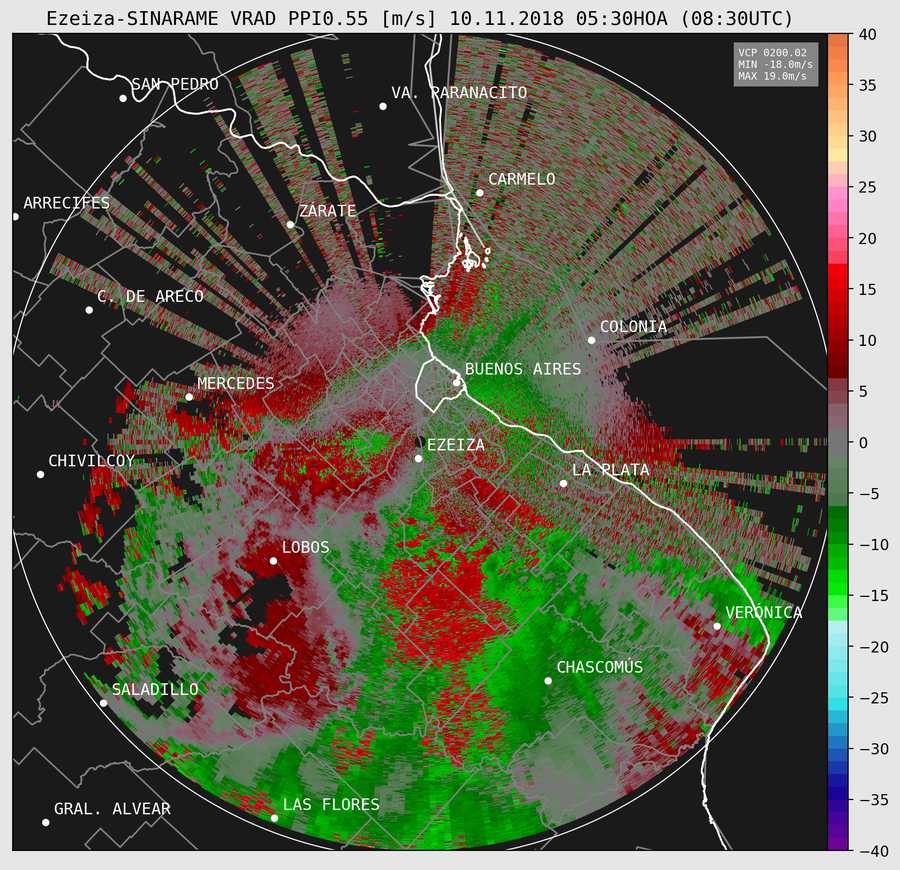 Ezeiza-SINARAME VRAD PPI0.55 [m/s] 10.11.2018 05:30HOA (08:30UTC)
VCP 0200.02
MIN -18.0m/s
MAX 19.0m/s
SAN PEDRO
VA. PARANACITO
CARMELO
ARRECIFES
ZÁRATE
C. DE ARECO
COLONIA
BUENOS AIRES
MERCEDES
EZEIZA
CHIVILCOY
LA PLATA
LOBOS
VERÓNICA
CHASCOMÚS
SALADILLO
LAS FLORES
GRAL. ALVEAR
40
35
30
25
20
15
10
5
0
−5
−10
−15
−20
−25
−30
−35
−40